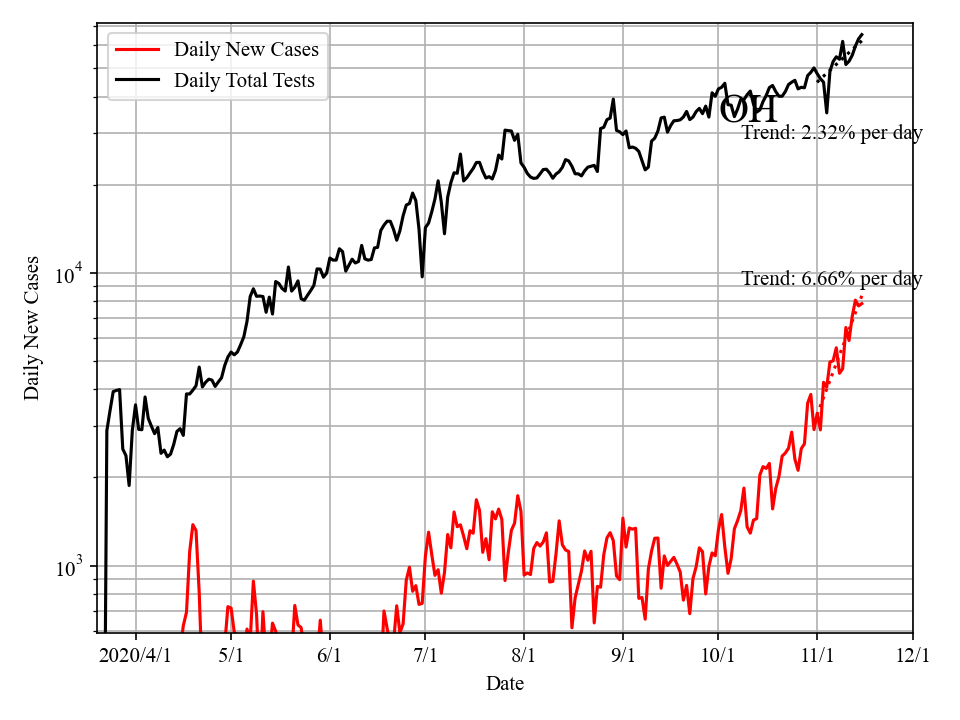 Daily New Cases
Daily Total Tests
OH
Trend: 2.32% per day
Trend: 6.66% per day
Daily New Cases
10^4
10^3
2020/4/1 5/1 6/1 7/1 8/1 9/1 10/1 11/1 12/1
Date